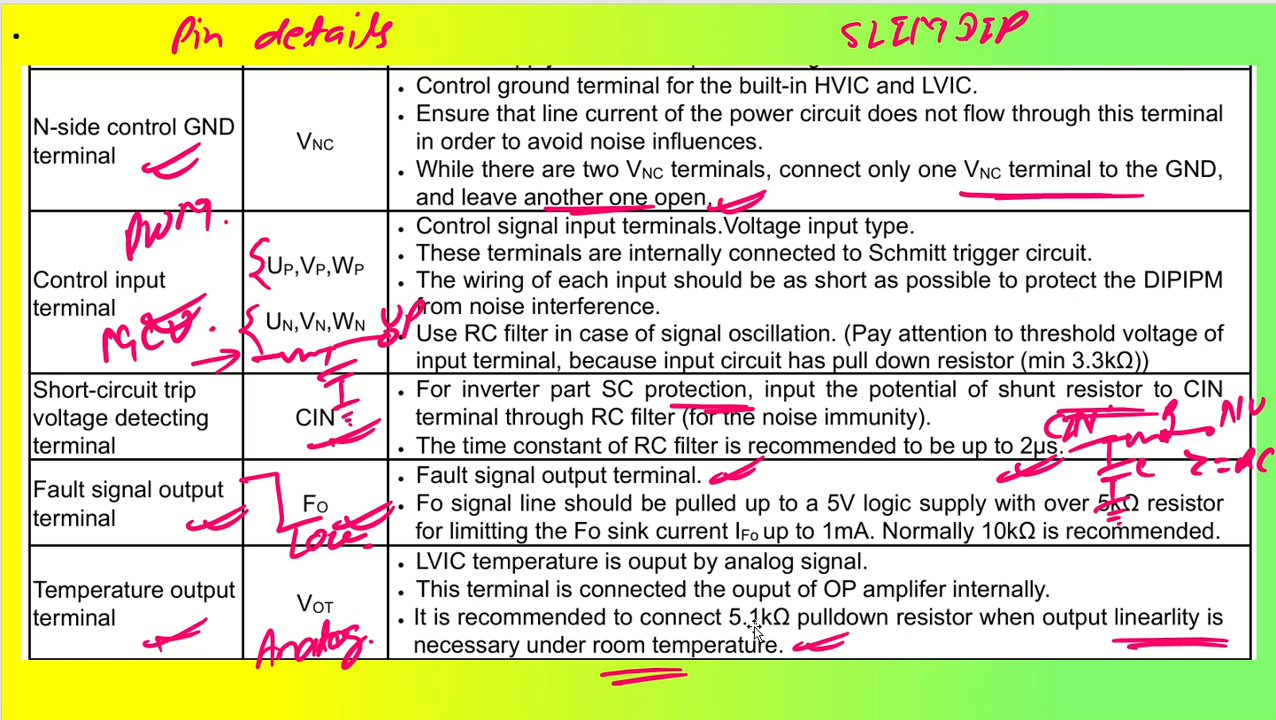 Pin details
SLIMDIP
N-side control GND
terminal
VNC
• Control ground terminal for the built-in HVIC and LVIC.
• Ensure that line current of the power circuit does not flow through this terminal
in order to avoid noise influences.
• While there are two VNC terminals, connect only one VNC terminal to the GND,
and leave another one open.
PWM.
Control input
terminal
MCU.
UP,VP,WP
UN,VN,WN
UP
• Control signal input terminals.Voltage input type.
• These terminals are internally connected to Schmitt trigger circuit.
• The wiring of each input should be as short as possible to protect the DIPIPM
from noise interference.
Use RC filter in case of signal oscillation. (Pay attention to threshold voltage of
input terminal, because input circuit has pull down resistor (min 3.3kΩ))
Short-circuit trip
voltage detecting
terminal
CIN
• For inverter part SC protection, input the potential of shunt resistor to CIN
terminal through RC filter (for the noise immunity).
• The time constant of RC filter is recommended to be up to 2µs.
CIN
R
NU
C
τ=RC
Fault signal output
terminal
FO
Low.
• Fault signal output terminal.
• Fo signal line should be pulled up to a 5V logic supply with over 5kΩ resistor
for limitting the Fo sink current IFo up to 1mA. Normally 10kΩ is recommended.
Temperature output
terminal
VOT
Analog.
• LVIC temperature is ouput by analog signal.
• This terminal is connected the ouput of OP amplifer internally.
• It is recommended to connect 5.1kΩ pulldown resistor when output linearlity is
necessary under room temperature.